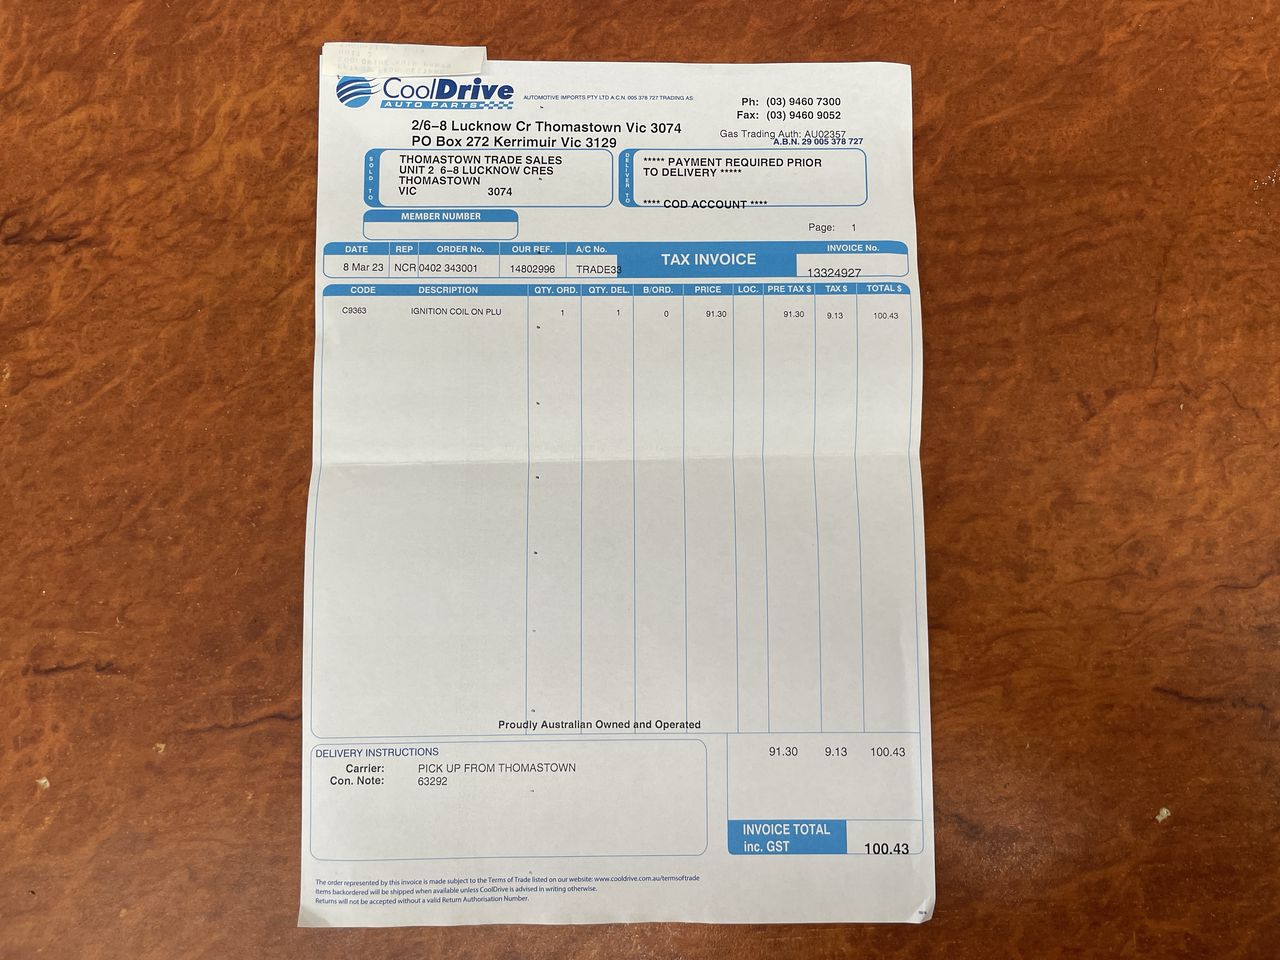 CoolDrive
AUTO PARTS
AUTOMOTIVE IMPORTS PTY LTD A.C.N. 005 378 727 TRADING AS:
Ph: (03) 9460 7300
Fax: (03) 9460 9052
2/6–8 Lucknow Cr Thomastown Vic 3074
PO Box 272 Kerrimuir Vic 3129
Gas Trading Auth: AU02357
A.B.N. 29 005 378 727
SOLD TO
THOMASTOWN TRADE SALES
UNIT 2 6–8 LUCKNOW CRES
THOMASTOWN
VIC 3074
DELIVER TO
***** PAYMENT REQUIRED PRIOR
TO DELIVERY *****
**** COD ACCOUNT ****
MEMBER NUMBER
Page: 1
DATE REP ORDER No. OUR REF. A/C No. TAX INVOICE INVOICE No.
8 Mar 23 NCR 0402 343001 14802996 TRADE33 13324927
CODE DESCRIPTION QTY. ORD. QTY. DEL. B/ORD. PRICE LOC. PRE TAX $ TAX $ TOTAL $
C9363 IGNITION COIL ON PLU 1 1 0 91.30 91.30 9.13 100.43
Proudly Australian Owned and Operated
DELIVERY INSTRUCTIONS
Carrier: PICK UP FROM THOMASTOWN
Con. Note: 63292
91.30 9.13 100.43
INVOICE TOTAL
inc. GST 100.43
The order represented by this invoice is made subject to the Terms of Trade listed on our website: www.cooldrive.com.au/termsoftrade
Items backordered will be shipped when available unless CoolDrive is advised in writing otherwise.
Returns will not be accepted without a valid Return Authorisation Number.